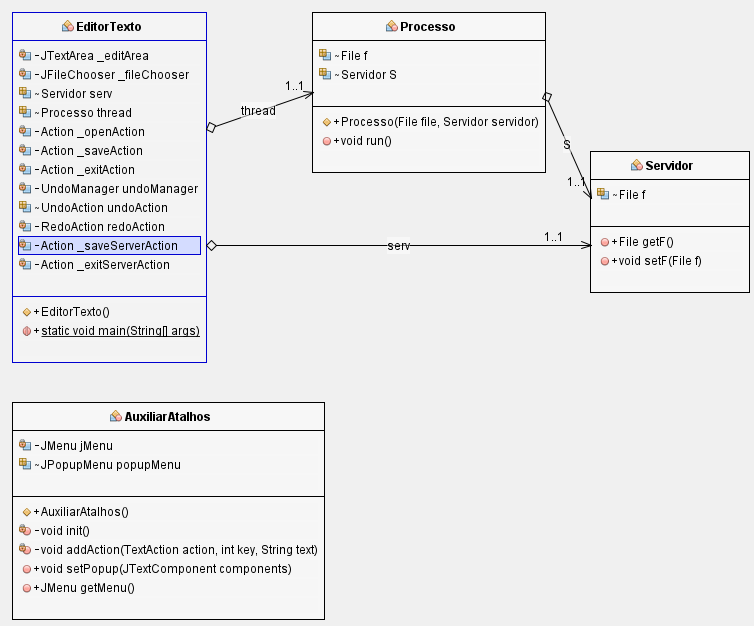 EditorTexto
-JTextArea _editArea
-JFileChooser _fileChooser
~Servidor serv
~Processo thread
-Action _openAction
-Action _saveAction
-Action _exitAction
-UndoManager undoManager
~UndoAction undoAction
-RedoAction redoAction
-Action _saveServerAction
-Action _exitServerAction
+EditorTexto()
+static void main(String[] args)
1..1
thread
Processo
~File f
~Servidor S
+Processo(File file, Servidor servidor)
+void run()
S
1..1
Servidor
~File f
+File getF()
+void setF(File f)
serv
1..1
AuxiliarAtalhos
-JMenu jMenu
~JPopupMenu popupMenu
+AuxiliarAtalhos()
-void init()
-void addAction(TextAction action, int key, String text)
+void setPopup(JTextComponent components)
+JMenu getMenu()